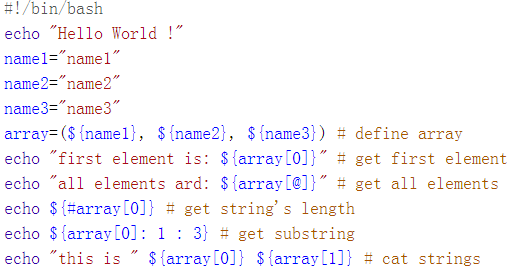 #!/bin/bash
echo "Hello World !"
name1="name1"
name2="name2"
name3="name3"
array=(${name1}, ${name2}, ${name3}) # define array
echo "first element is: ${array[0]}" # get first element
echo "all elements ard: ${array[@]}" # get all elements
echo ${#array[0]} # get string's length
echo ${array[0]: 1 : 3} # get substring
echo "this is " ${array[0]} ${array[1]} # cat strings